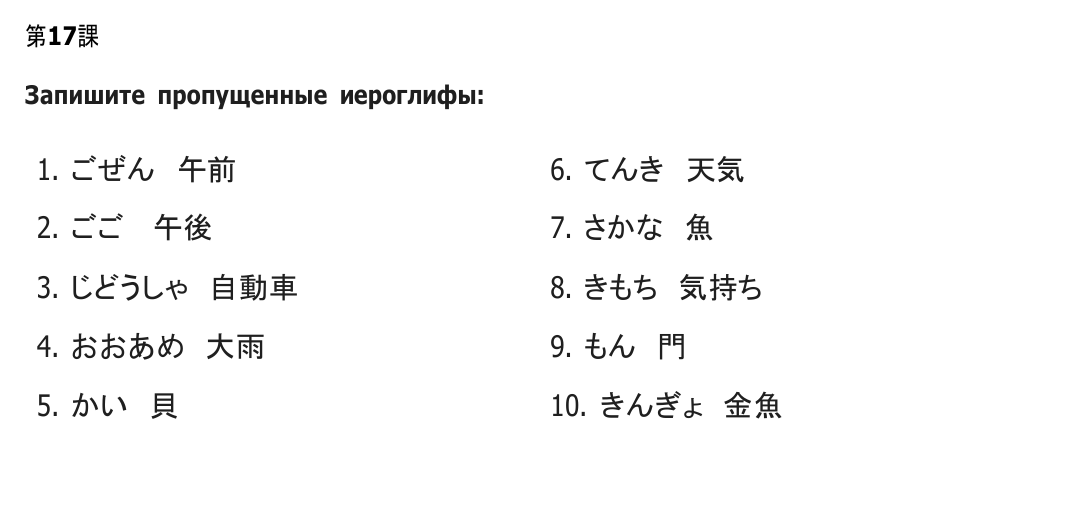 第17課
Запишите пропущенные иероглифы:
1. ごぜん 午前
2. ごご 午後
3. じどうしゃ 自動車
4. おおあめ 大雨
5. かい 貝
6. てんき 天気
7. さかな 魚
8. きもち 気持ち
9. もん 門
10. きんぎょ 金魚